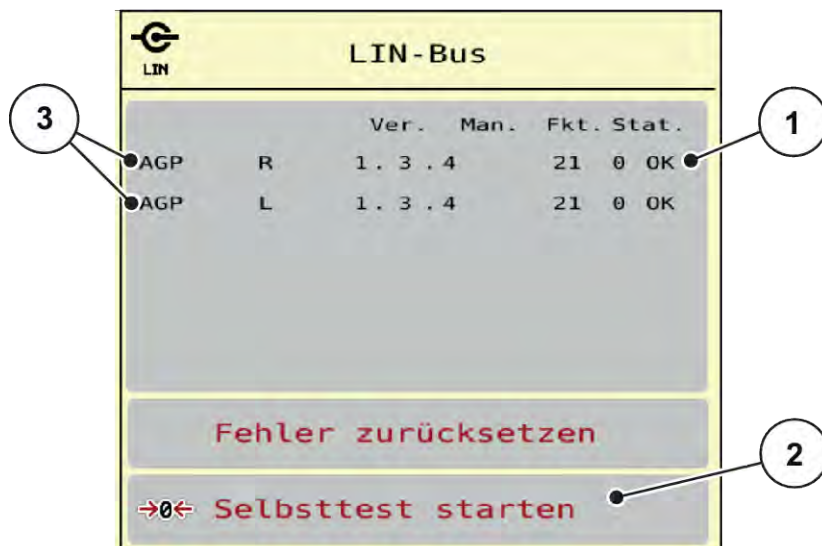 LIN
LIN-Bus
Ver. Man. Fkt. Stat.
3
1
AGP R 1.3.4 21 0 OK
AGP L 1.3.4 21 0 OK
Fehler zurücksetzen
2
→0← Selbsttest starten